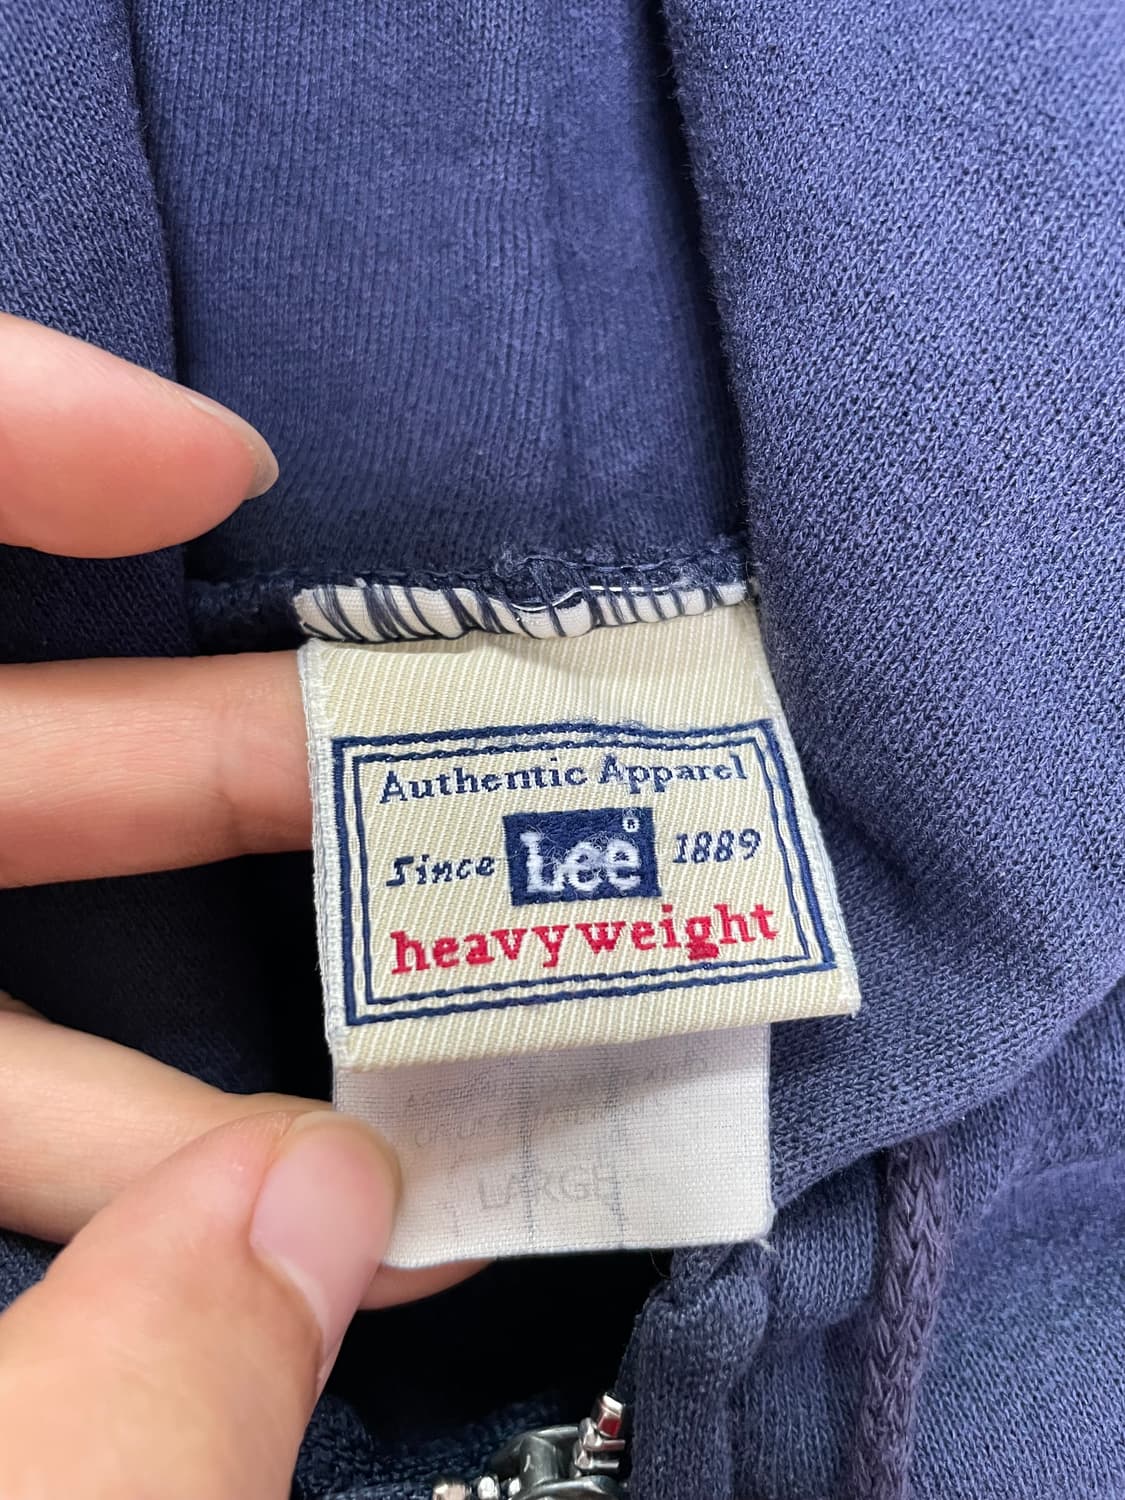 Authentic Apparel
Since Lee® 1889
heavyweight
LARGE